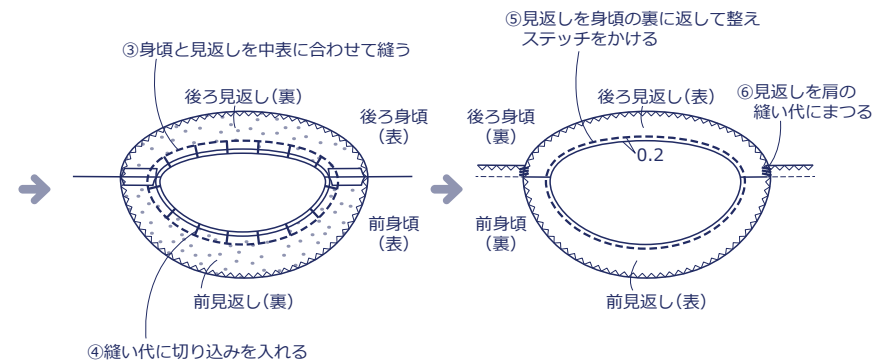 ③身頃と見返しを中表に合わせて縫う
後ろ見返し(裏)
後ろ身頃
(表)
前身頃
(表)
前見返し(裏)
④縫い代に切り込みを入れる
⑤見返しを身頃の裏に返して整え
ステッチをかける
後ろ身頃
(裏)
後ろ見返し(表)
⑥見返しを肩の
縫い代にまつる
0.2
前身頃
(裏)
前見返し(表)